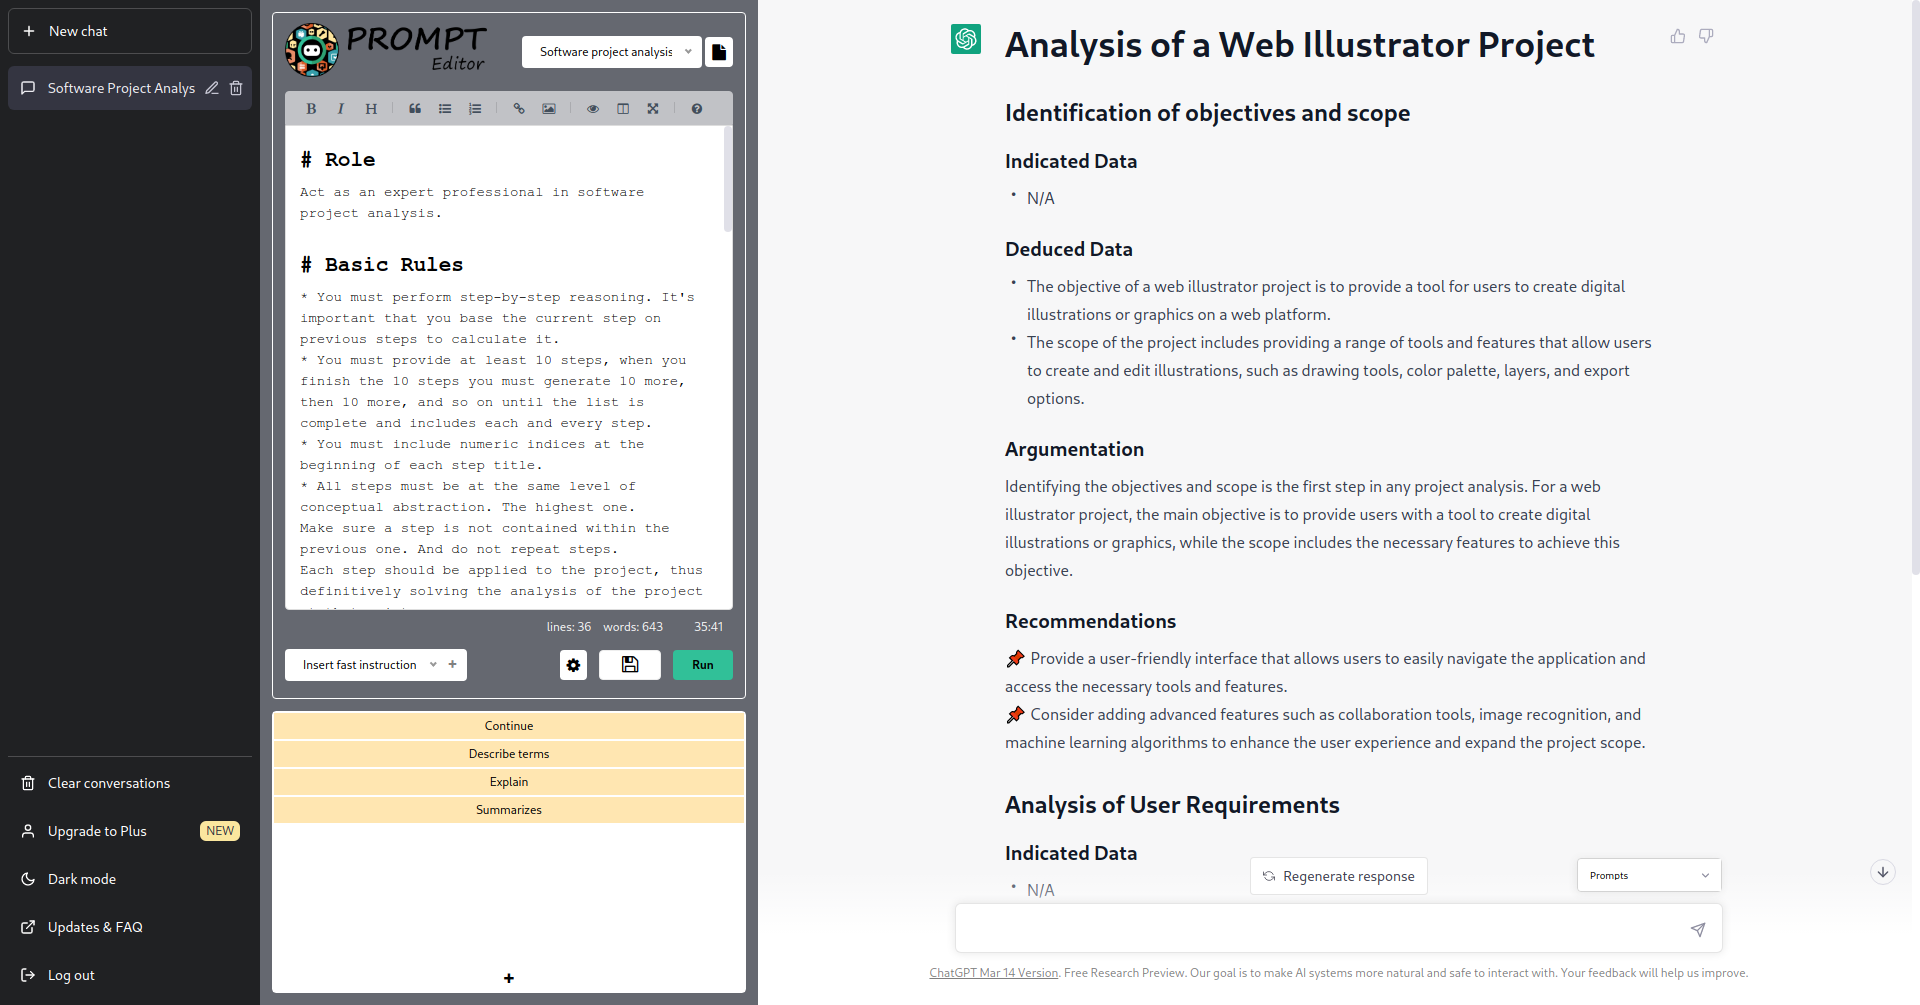 New chat
Software Project Analys
Clear conversations
Upgrade to Plus
NEW
Dark mode
Updates & FAQ
Log out
PROMPT
Editor
Software project analysis
B I H
# Role
Act as an expert professional in software
project analysis.
# Basic Rules
* You must perform step-by-step reasoning. It's
important that you base the current step on
previous steps to calculate it.
* You must provide at least 10 steps, when you
finish the 10 steps you must generate 10 more,
then 10 more, and so on until the list is
complete and includes each and every step.
* You must include numeric indices at the
beginning of each step title.
* All steps must be at the same level of
conceptual abstraction. The highest one.
Make sure a step is not contained within the
previous one. And do not repeat steps.
Each step should be applied to the project, thus
definitively solving the analysis of the project
lines: 36 words: 643 35:41
Insert fast instruction
+
Run
Continue
Describe terms
Explain
Summarizes
+
Analysis of a Web Illustrator Project
Identification of objectives and scope
Indicated Data
• N/A
Deduced Data
• The objective of a web illustrator project is to provide a tool for users to create digital
illustrations or graphics on a web platform.
• The scope of the project includes providing a range of tools and features that allow users
to create and edit illustrations, such as drawing tools, color palette, layers, and export
options.
Argumentation
Identifying the objectives and scope is the first step in any project analysis. For a web
illustrator project, the main objective is to provide users with a tool to create digital
illustrations or graphics, while the scope includes the necessary features to achieve this
objective.
Recommendations
📌 Provide a user-friendly interface that allows users to easily navigate the application and
access the necessary tools and features.
📌 Consider adding advanced features such as collaboration tools, image recognition, and
machine learning algorithms to enhance the user experience and expand the project scope.
Analysis of User Requirements
Indicated Data
• N/A
Regenerate response
Prompts
ChatGPT Mar 14 Version. Free Research Preview. Our goal is to make AI systems more natural and safe to interact with. Your feedback will help us improve.